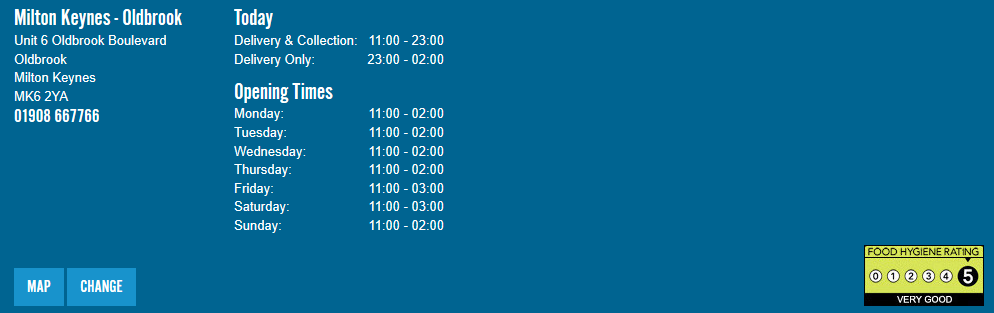 Milton Keynes - Oldbrook
Unit 6 Oldbrook Boulevard
Oldbrook
Milton Keynes
MK6 2YA
01908 667766
Today
Delivery & Collection: 11:00 - 23:00
Delivery Only: 23:00 - 02:00
Opening Times
Monday: 11:00 - 02:00
Tuesday: 11:00 - 02:00
Wednesday: 11:00 - 02:00
Thursday: 11:00 - 02:00
Friday: 11:00 - 03:00
Saturday: 11:00 - 03:00
Sunday: 11:00 - 02:00
MAP CHANGE
FOOD HYGIENE RATING
0 1 2 3 4 5
VERY GOOD